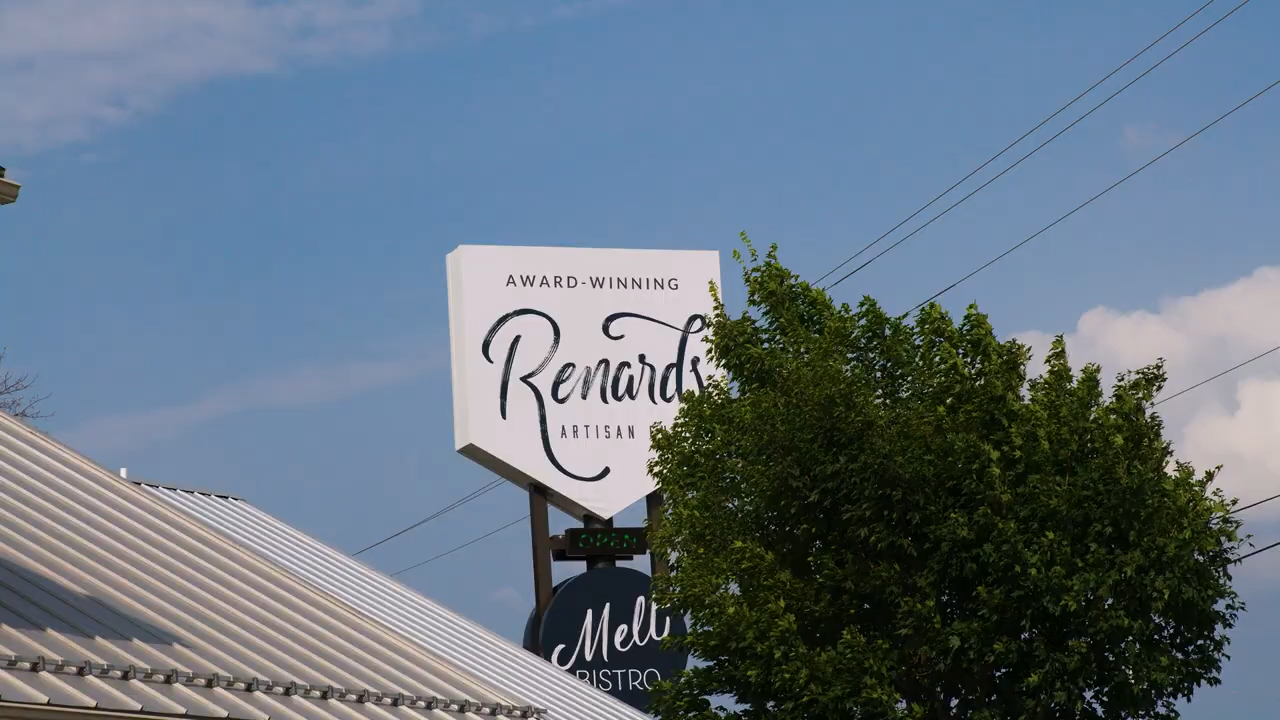 AWARD-WINNING
Renards
ARTISAN
OPEN
Melt
BISTRO